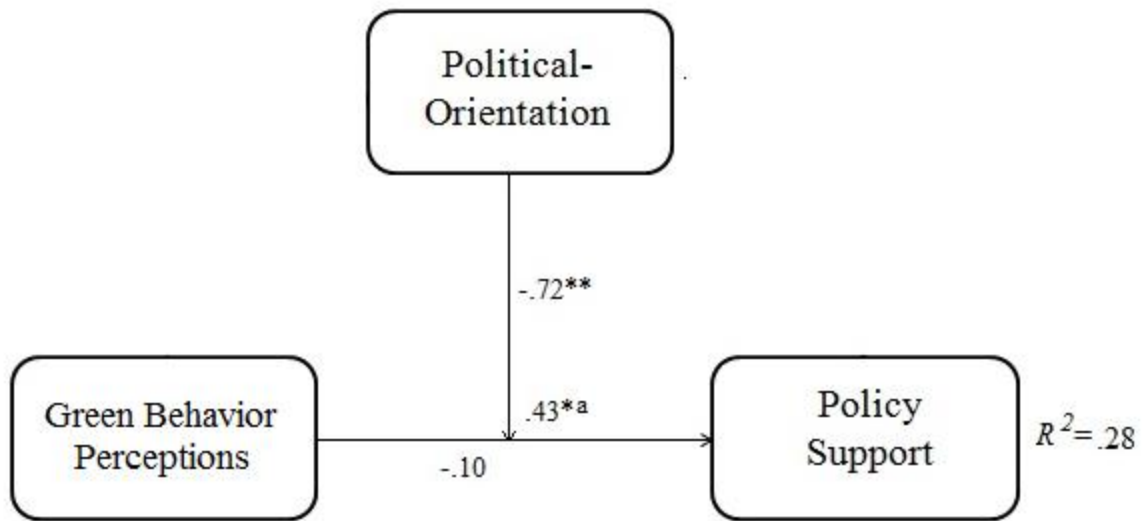 Political-
Orientation
-.72**
.43*a
Green Behavior
Perceptions
-.10
Policy
Support
R²= .28